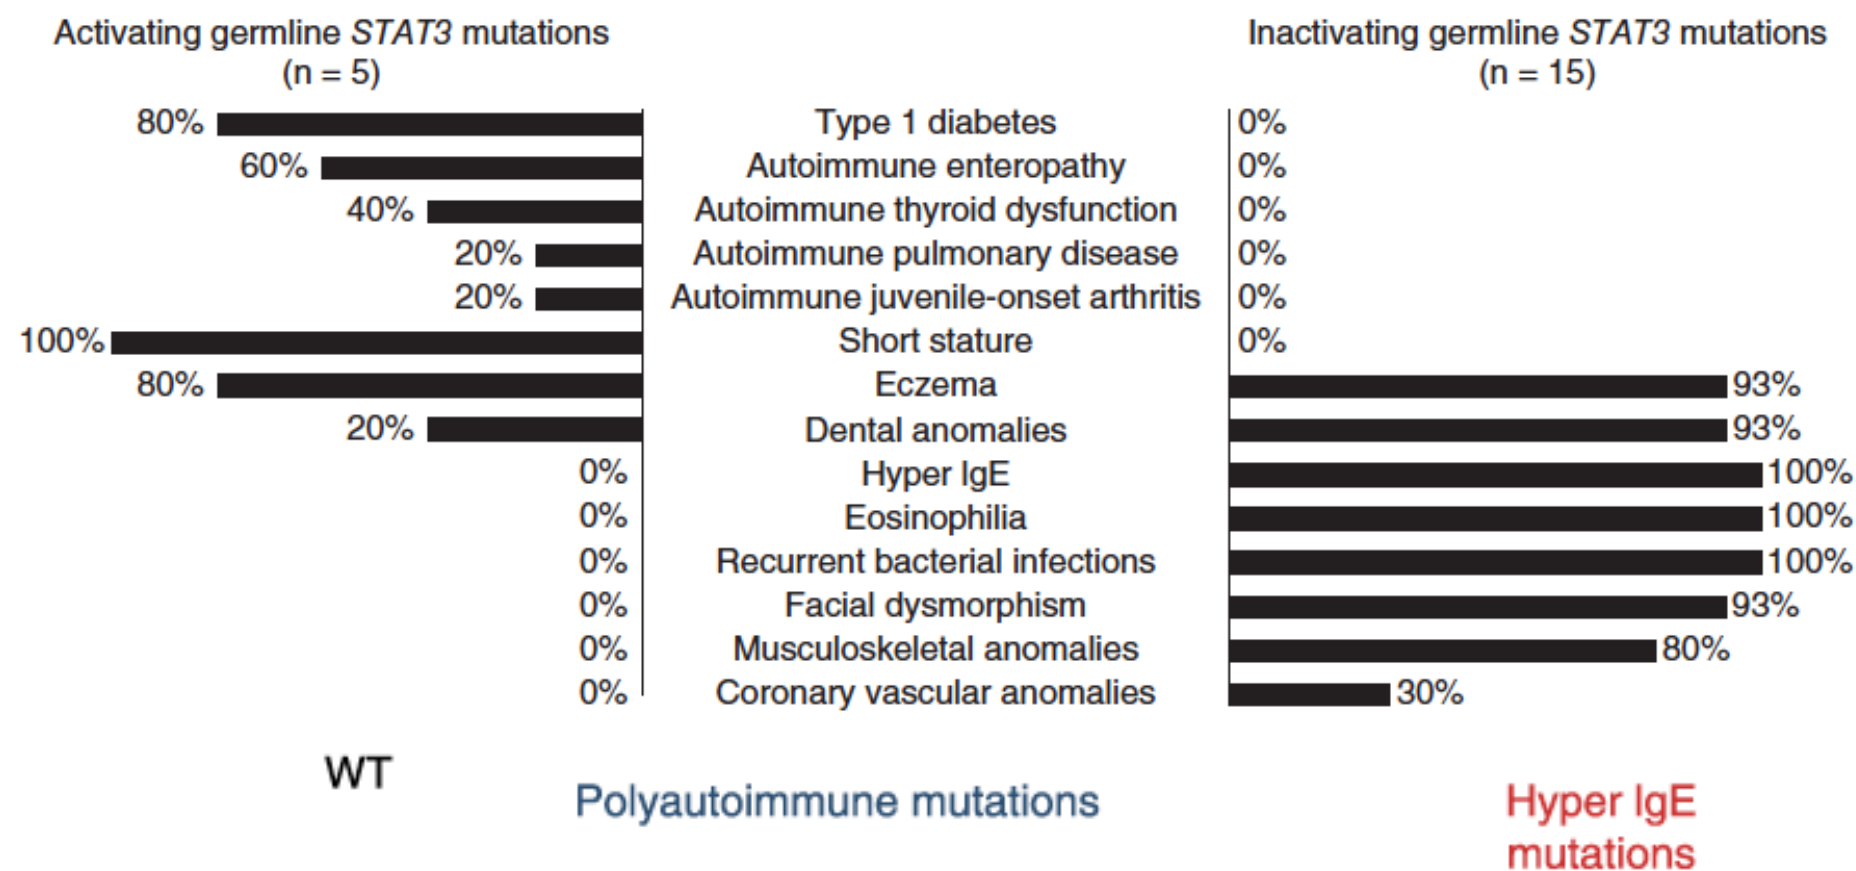 Activating germline STAT3 mutations
(n = 5)
Inactivating germline STAT3 mutations
(n = 15)
80% Type 1 diabetes 0%
60% Autoimmune enteropathy 0%
40% Autoimmune thyroid dysfunction 0%
20% Autoimmune pulmonary disease 0%
20% Autoimmune juvenile-onset arthritis 0%
100% Short stature 0%
80% Eczema 93%
20% Dental anomalies 93%
0% Hyper IgE 100%
0% Eosinophilia 100%
0% Recurrent bacterial infections 100%
0% Facial dysmorphism 93%
0% Musculoskeletal anomalies 80%
0% Coronary vascular anomalies 30%
WT
Polyautoimmune mutations
Hyper IgE
mutations